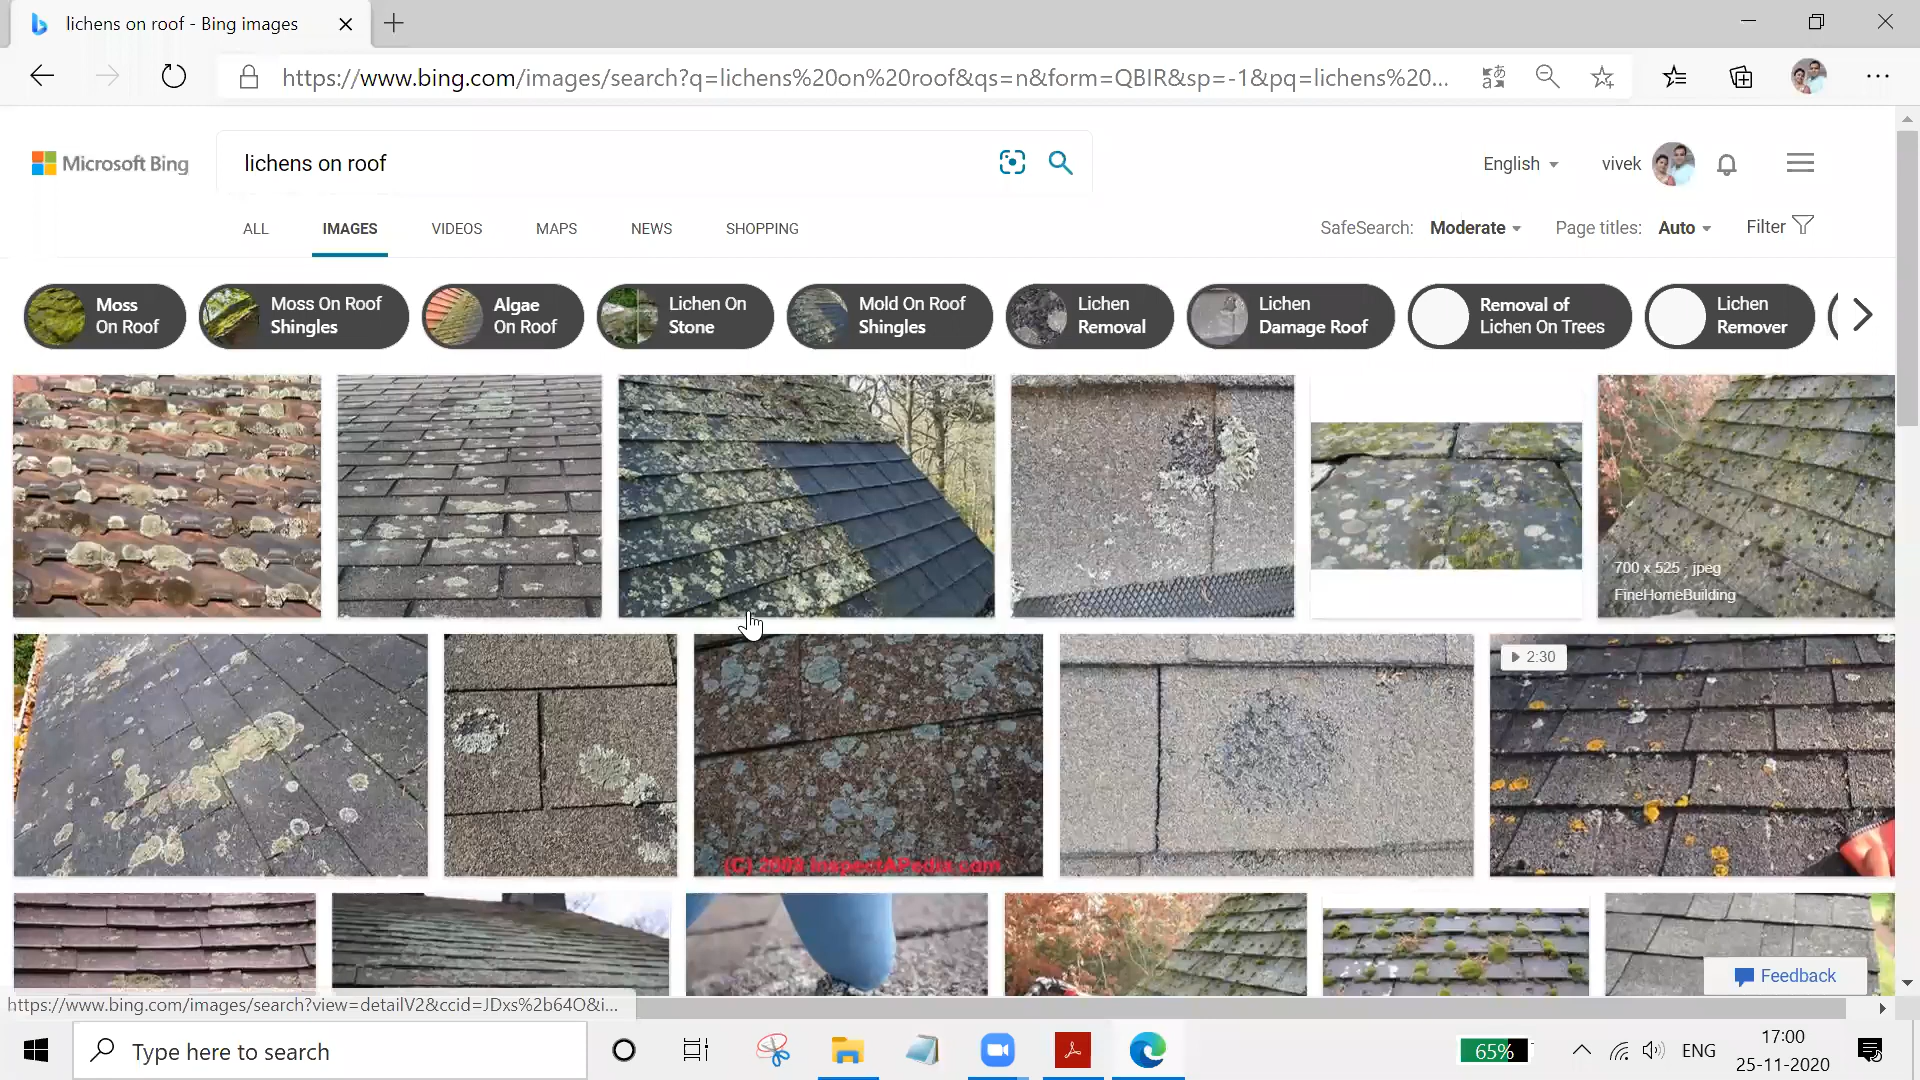 lichens on roof - Bing images
https://www.bing.com/images/search?q=lichens%20on%20roof&qs=n&form=QBIR&sp=-1&pq=lichens%20...
Microsoft Bing
lichens on roof
English
vivek
ALL
IMAGES
VIDEOS
MAPS
NEWS
SHOPPING
SafeSearch: Moderate
Page titles: Auto
Filter
Moss
On Roof
Moss On Roof
Shingles
Algae
On Roof
Lichen On
Stone
Mold On Roof
Shingles
Lichen
Removal
Lichen
Damage Roof
Removal of
Lichen On Trees
Lichen
Remover
700 x 525 · jpeg
FineHomeBuilding
2:30
(C) 2009 InspectAPedia.com
Feedback
https://www.bing.com/images/search?view=detailV2&ccid=JDxs%2b64O&i...
Type here to search
65%
ENG
17:00
25-11-2020